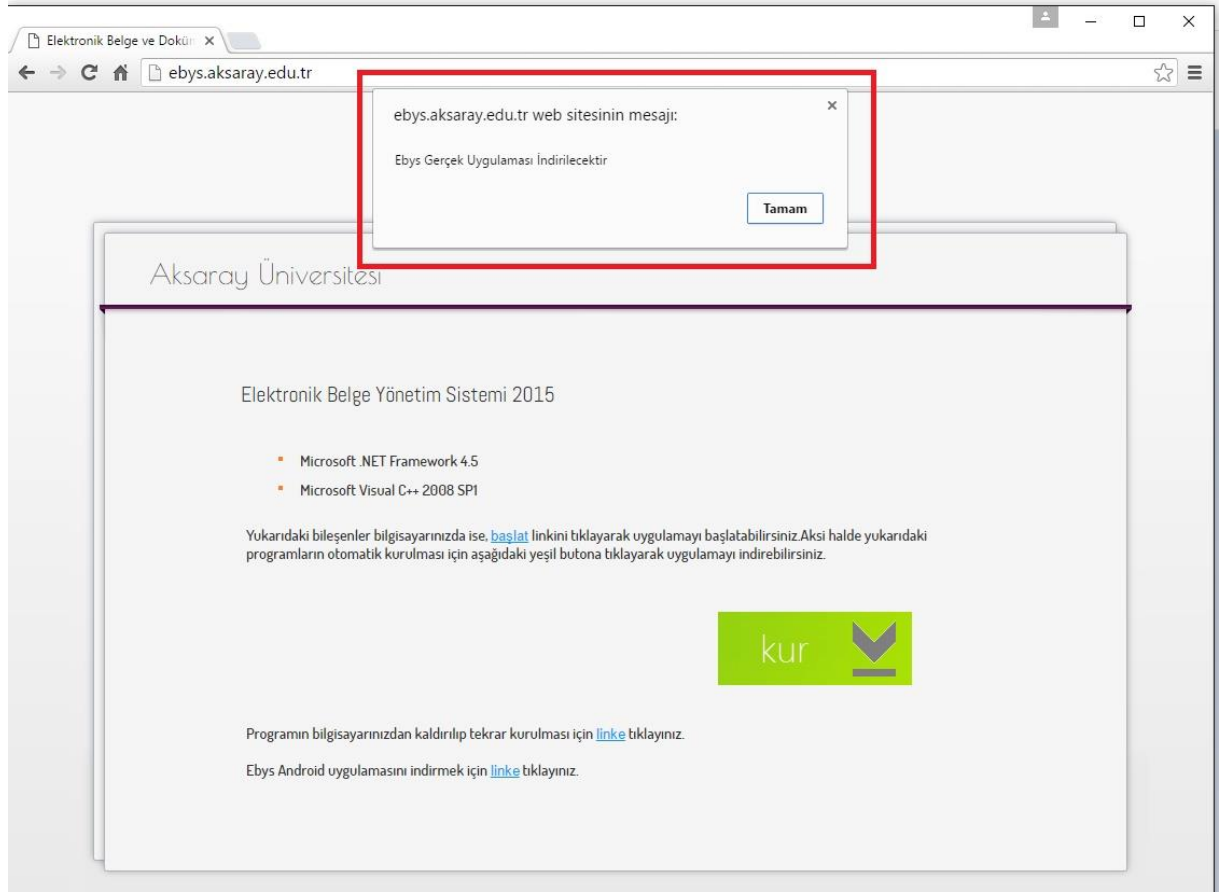 Elektronik Belge ve Dokün
ebys.aksaray.edu.tr
ebys.aksaray.edu.tr web sitesinin mesajı:
Ebys Gerçek Uygulaması İndirilecektir
Tamam
Aksaray Üniversitesi
Elektronik Belge Yönetim Sistemi 2015
Microsoft .NET Framework 4.5
Microsoft Visual C++ 2008 SP1
Yukarıdaki bileşenler bilgisayarınızda ise, başlat linkini tıklayarak uygulamayı başlatabilirsiniz.Aksi halde yukarıdaki
programların otomatik kurulması için aşağıdaki yeşil butona tıklayarak uygulamayı indirebilirsiniz.
kur
Programın bilgisayarınızdan kaldırılıp tekrar kurulması için linke tıklayınız.
Ebys Android uygulamasını indirmek için linke tıklayınız.